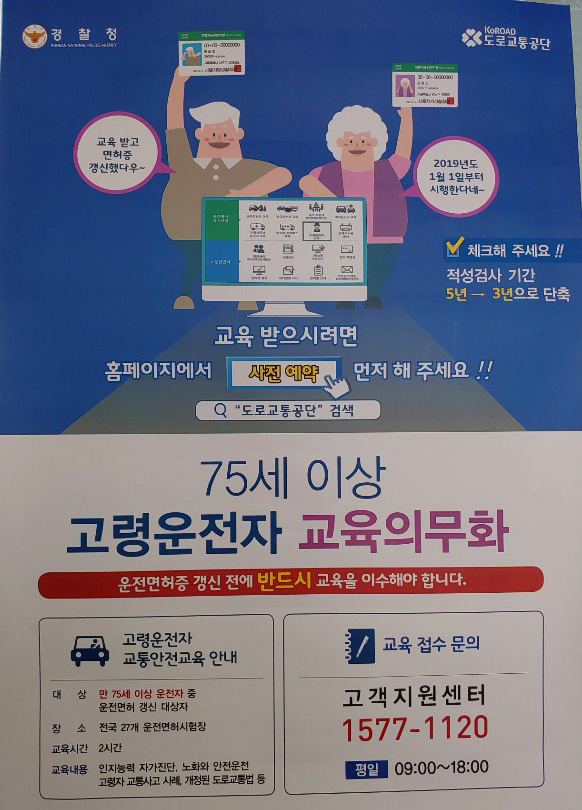 경찰청
KOREAN NATIONAL POLICE AGENCY
KoROAD
도로교통공단
교육 받고
면허증
갱신했다우~
2019년도
1월 1일부터
시행한다네~
체크해 주세요 !!
적성검사 기간
5년 → 3년으로 단축
교육 받으시려면
홈페이지에서 사전 예약 먼저 해 주세요 !!
"도로교통공단" 검색
75세 이상
고령운전자 교육의무화
운전면허증 갱신 전에 반드시 교육을 이수해야 합니다.
고령운전자
교통안전교육 안내
대 상 만 75세 이상 운전자 중
운전면허 갱신 대상자
장 소 전국 27개 운전면허시험장
교육시간 2시간
교육내용 인지능력 자가진단, 노화와 안전운전
고령자 교통사고 사례, 개정된 도로교통법 등
교육 접수 문의
고객지원센터
1577-1120
평일 09:00~18:00